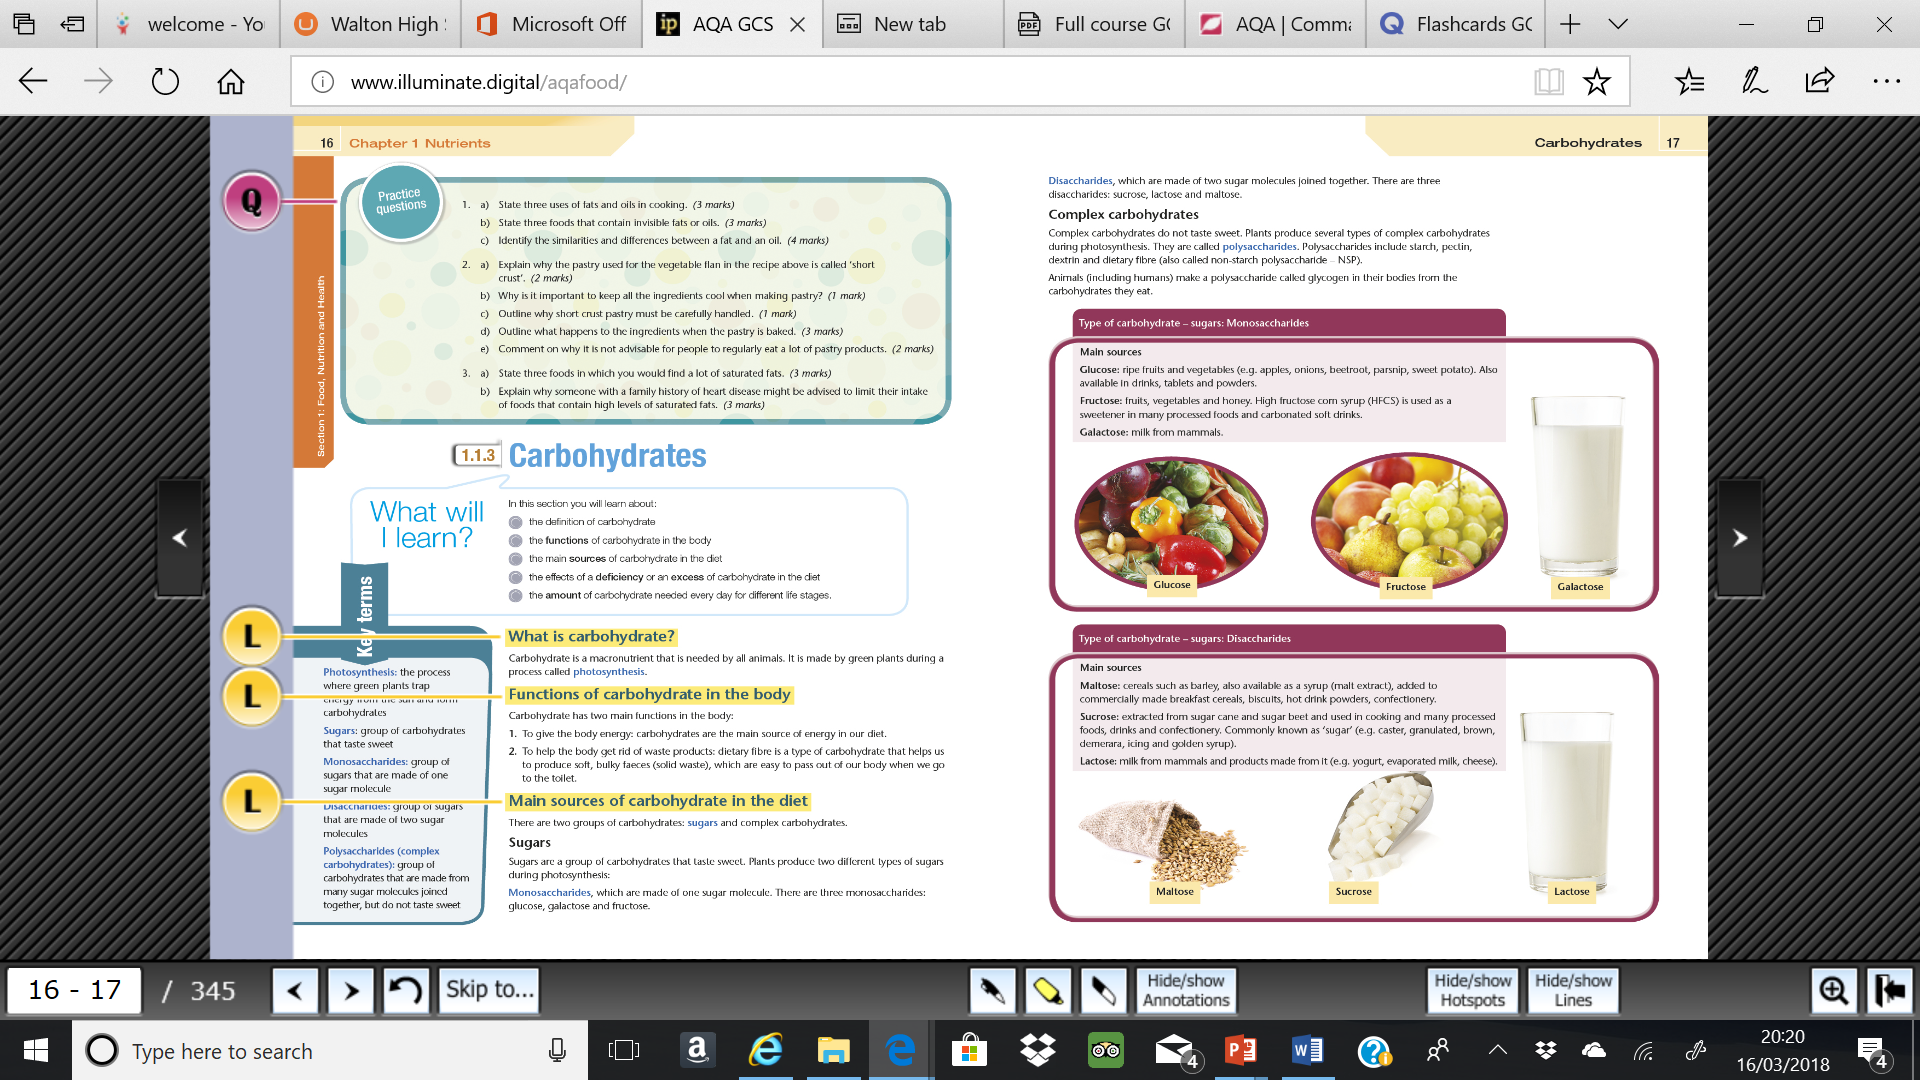 welcome - Yo
Walton High
Microsoft Off
ip
AQA GCS
New tab
Full course GC
AQA | Comma
Flashcards GC
www.illuminate.digital/aqafood/
16 Chapter 1 Nutrients
Section 1: Food, Nutrition and Health
Q
Practice
questions
1. a) State three uses of fats and oils in cooking. (3 marks)
b) State three foods that contain invisible fats or oils. (3 marks)
c) Identify the similarities and differences between a fat and an oil. (4 marks)
2. a) Explain why the pastry used for the vegetable flan in the recipe above is called ‘short
crust’. (2 marks)
b) Why is it important to keep all the ingredients cool when making pastry? (1 mark)
c) Outline why short crust pastry must be carefully handled. (1 mark)
d) Outline what happens to the ingredients when the pastry is baked. (3 marks)
e) Comment on why it is not advisable for people to regularly eat a lot of pastry products. (2 marks)
3. a) State three foods in which you would find a lot of saturated fats. (3 marks)
b) Explain why someone with a family history of heart disease might be advised to limit their intake
of foods that contain high levels of saturated fats. (3 marks)
1.1.3 Carbohydrates
What will
I learn?
In this section you will learn about:
the definition of carbohydrate
the functions of carbohydrate in the body
the main sources of carbohydrate in the diet
the effects of a deficiency or an excess of carbohydrate in the diet
the amount of carbohydrate needed every day for different life stages.
Key terms
L
L
L
Photosynthesis: the process
where green plants trap
energy from the sun and form
carbohydrates
Sugars: group of carbohydrates
that taste sweet
Monosaccharides: group of
sugars that are made of one
sugar molecule
Disaccharides: group of sugars
that are made of two sugar
molecules
Polysaccharides (complex
carbohydrates): group of
carbohydrates that are made from
many sugar molecules joined
together, but do not taste sweet
What is carbohydrate?
Carbohydrate is a macronutrient that is needed by all animals. It is made by green plants during a
process called photosynthesis.
Functions of carbohydrate in the body
Carbohydrate has two main functions in the body:
1. To give the body energy: carbohydrates are the main source of energy in our diet.
2. To help the body get rid of waste products: dietary fibre is a type of carbohydrate that helps us
to produce soft, bulky faeces (solid waste), which are easy to pass out of our body when we go
to the toilet.
Main sources of carbohydrate in the diet
There are two groups of carbohydrates: sugars and complex carbohydrates.
Sugars
Sugars are a group of carbohydrates that taste sweet. Plants produce two different types of sugars
during photosynthesis:
Monosaccharides, which are made of one sugar molecule. There are three monosaccharides:
glucose, galactose and fructose.
Carbohydrates 17
Disaccharides, which are made of two sugar molecules joined together. There are three
disaccharides: sucrose, lactose and maltose.
Complex carbohydrates
Complex carbohydrates do not taste sweet. Plants produce several types of complex carbohydrates
during photosynthesis. They are called polysaccharides. Polysaccharides include starch, pectin,
dextrin and dietary fibre (also called non-starch polysaccharide – NSP).
Animals (including humans) make a polysaccharide called glycogen in their bodies from the
carbohydrates they eat.
Type of carbohydrate – sugars: Monosaccharides
Main sources
Glucose: ripe fruits and vegetables (e.g. apples, onions, beetroot, parsnip, sweet potato). Also
available in drinks, tablets and powders.
Fructose: fruits, vegetables and honey. High fructose corn syrup (HFCS) is used as a
sweetener in many processed foods and carbonated soft drinks.
Galactose: milk from mammals.
Glucose
Fructose
Galactose
Type of carbohydrate – sugars: Disaccharides
Main sources
Maltose: cereals such as barley, also available as a syrup (malt extract), added to
commercially made breakfast cereals, biscuits, hot drink powders, confectionery.
Sucrose: extracted from sugar cane and sugar beet and used in cooking and many processed
foods, drinks and confectionery. Commonly known as ‘sugar’ (e.g. caster, granulated, brown,
demerara, icing and golden syrup).
Lactose: milk from mammals and products made from it (e.g. yogurt, evaporated milk, cheese).
Maltose
Sucrose
Lactose
16 - 17 / 345
Skip to...
Hide/show
Annotations
Hide/show
Hotspots
Hide/show
Lines
Type here to search
4
20:20
16/03/2018
4